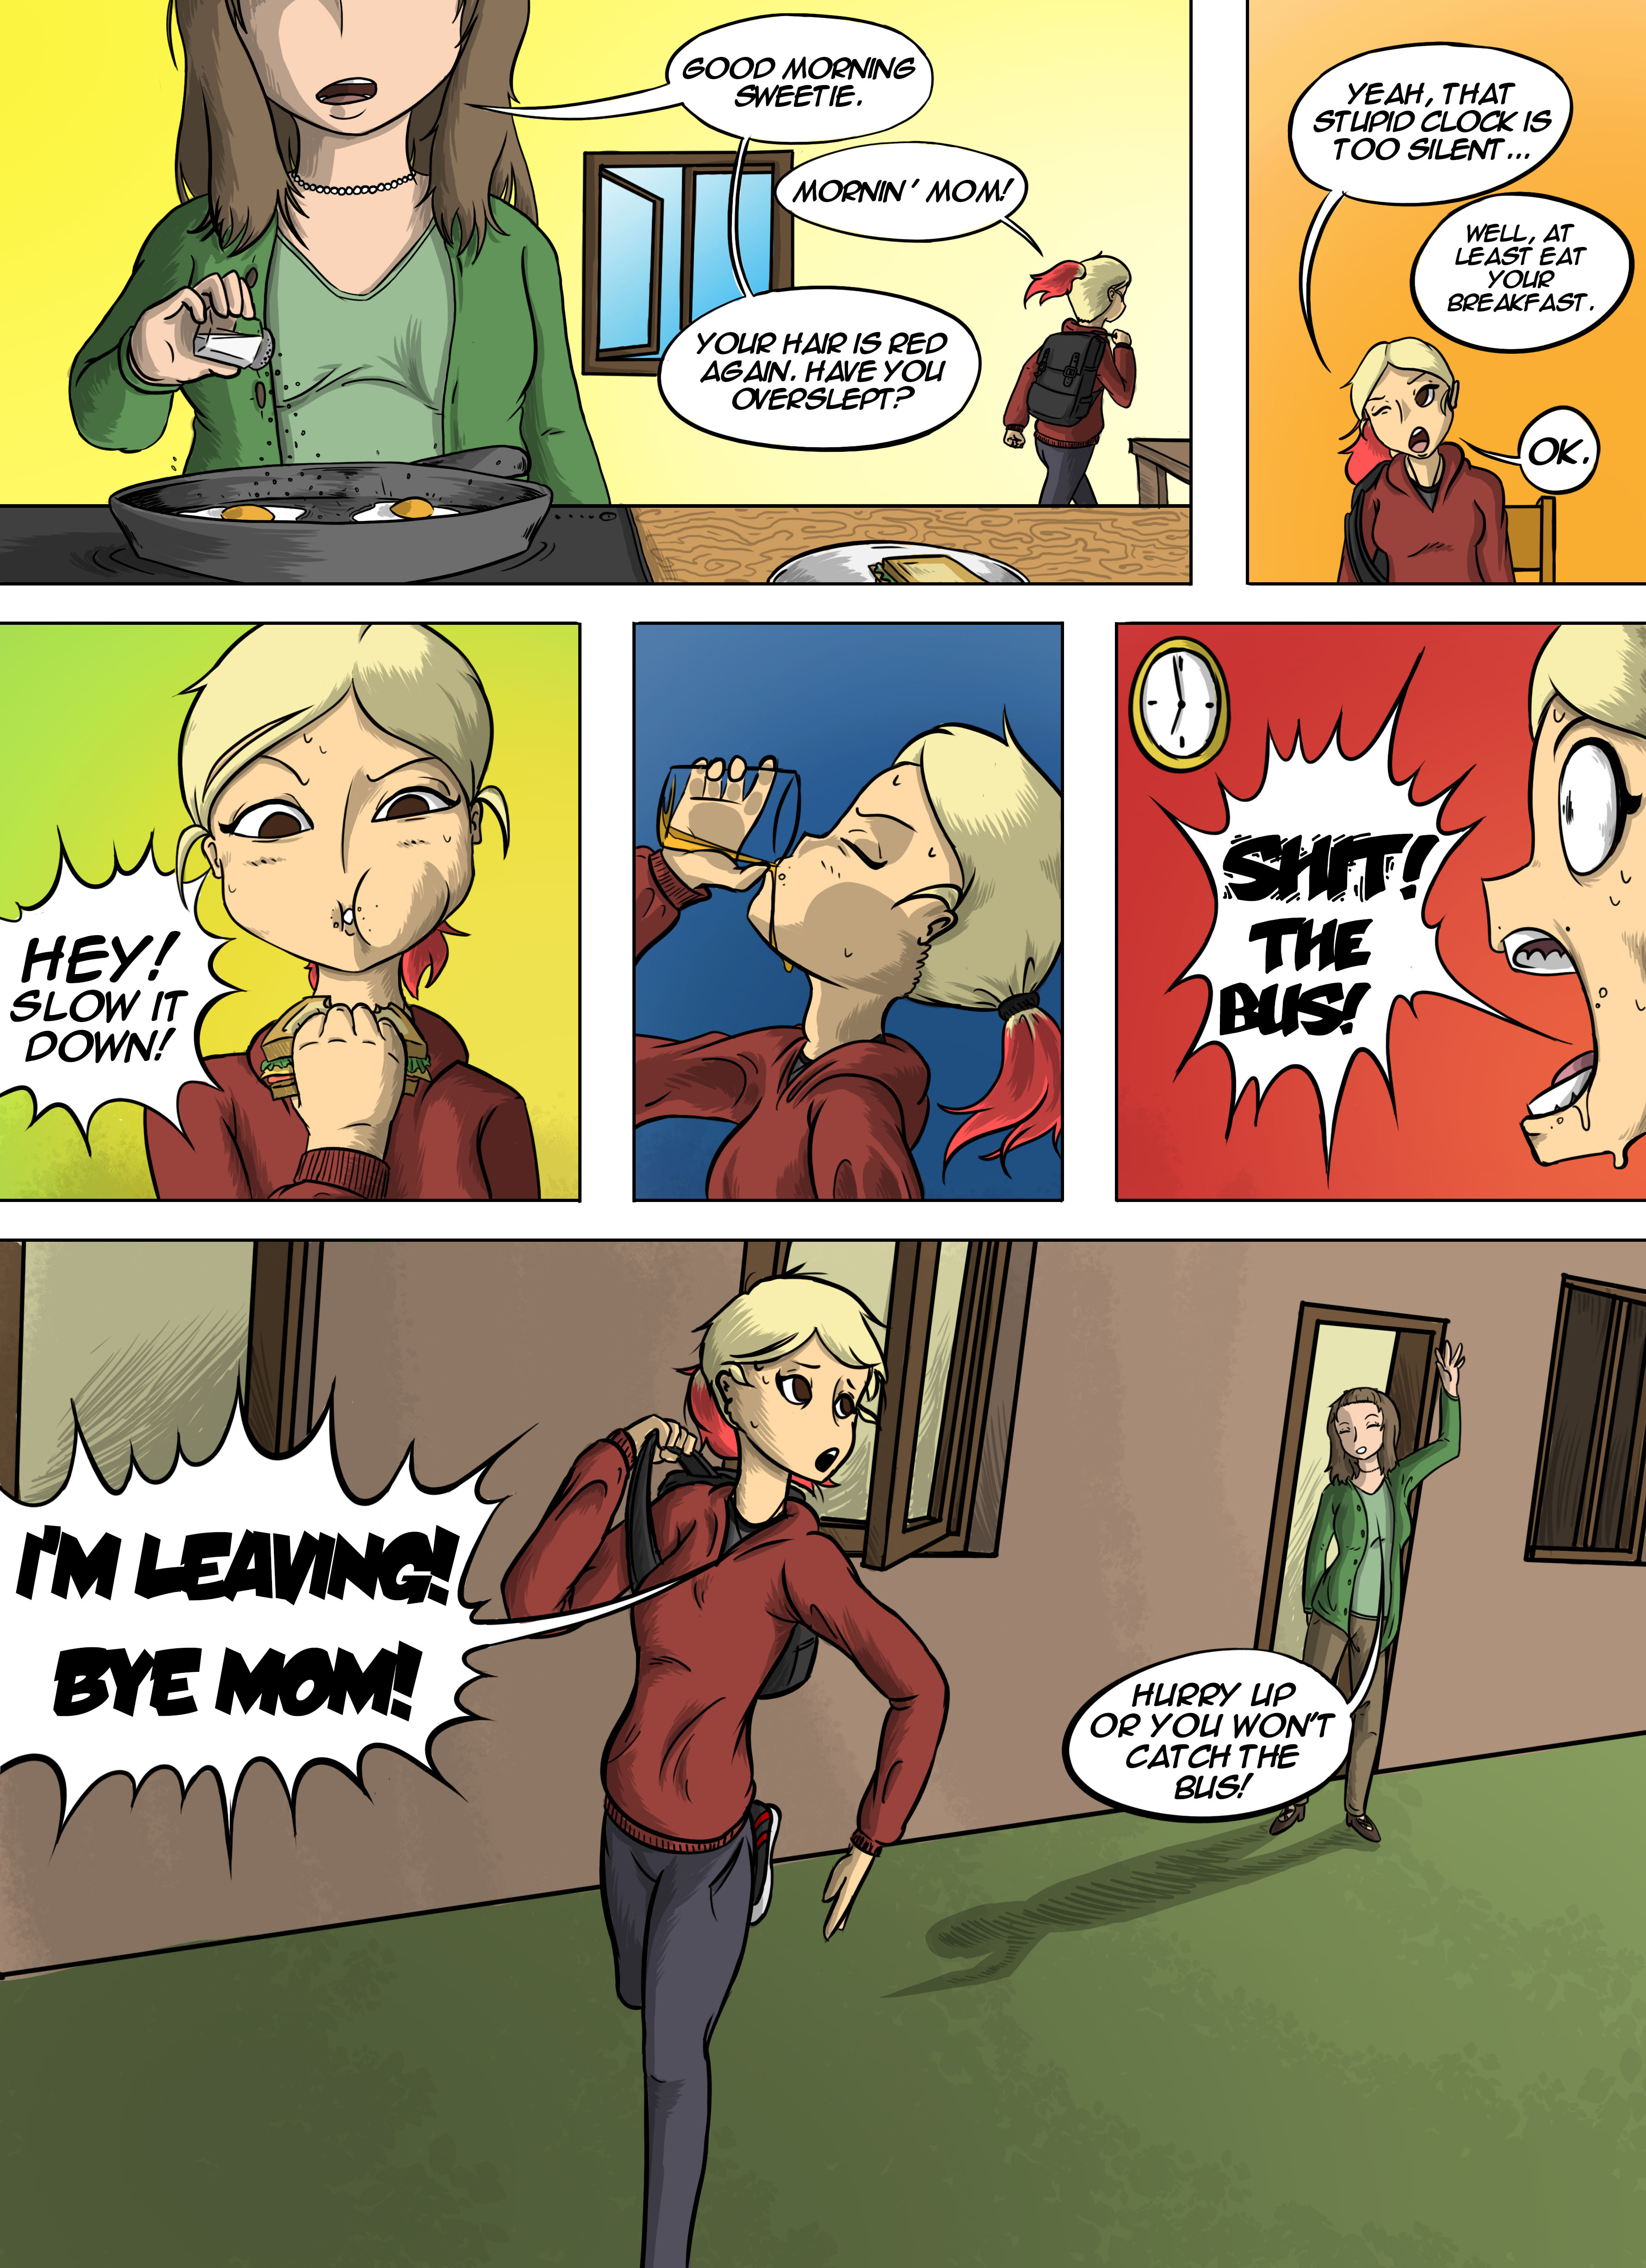 GOOD MORNING
SWEETIE.
MORNIN' MOM!
YOUR HAIR IS RED
AGAIN. HAVE YOU
OVERSLEPT?
YEAH, THAT
STUPID CLOCK IS
TOO SILENT...
WELL, AT
LEAST EAT
YOUR
BREAKFAST.
OK.
HEY!
SLOW IT
DOWN!
SHIT!
THE
BUS!
I'M LEAVING!
BYE MOM!
HURRY UP
OR YOU WON'T
CATCH THE
BUS!